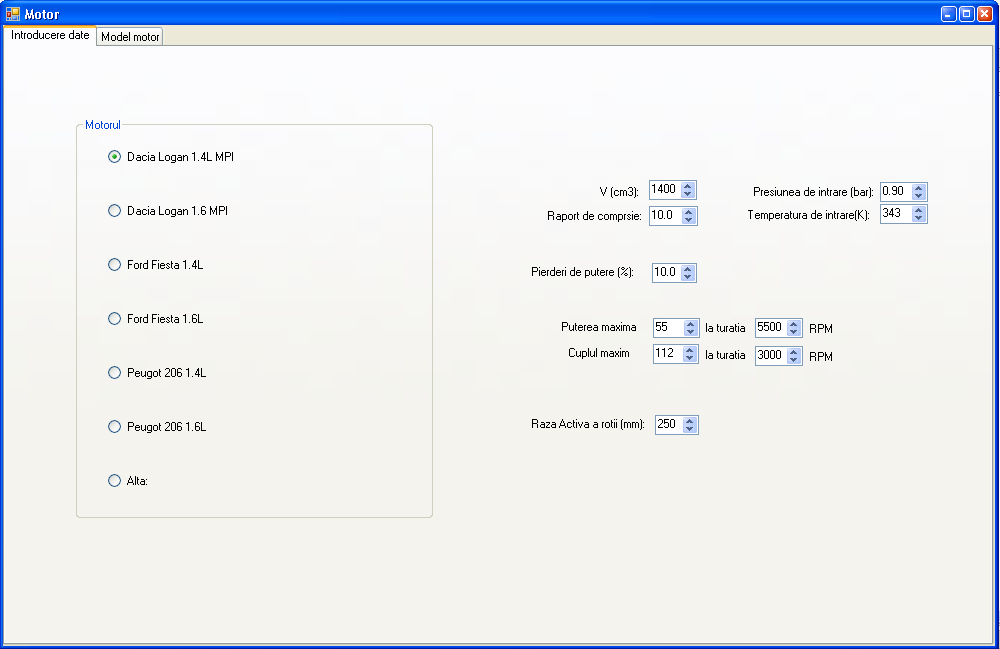 Motor
Introducere date
Model motor
Motorul
Dacia Logan 1.4L MPI
Dacia Logan 1.6 MPI
Ford Fiesta 1.4L
Ford Fiesta 1.6L
Peugot 206 1.4L
Peugot 206 1.6L
Alta:
V (cm3): 1400
Presiunea de intrare (bar): 0.90
Raport de comprsie: 10.0
Temperatura de intrare(K): 343
Pierderi de putere (%): 10.0
Puterea maxima 55 la turatia 5500 RPM
Cuplul maxim 112 la turatia 3000 RPM
Raza Activa a rotii (mm): 250